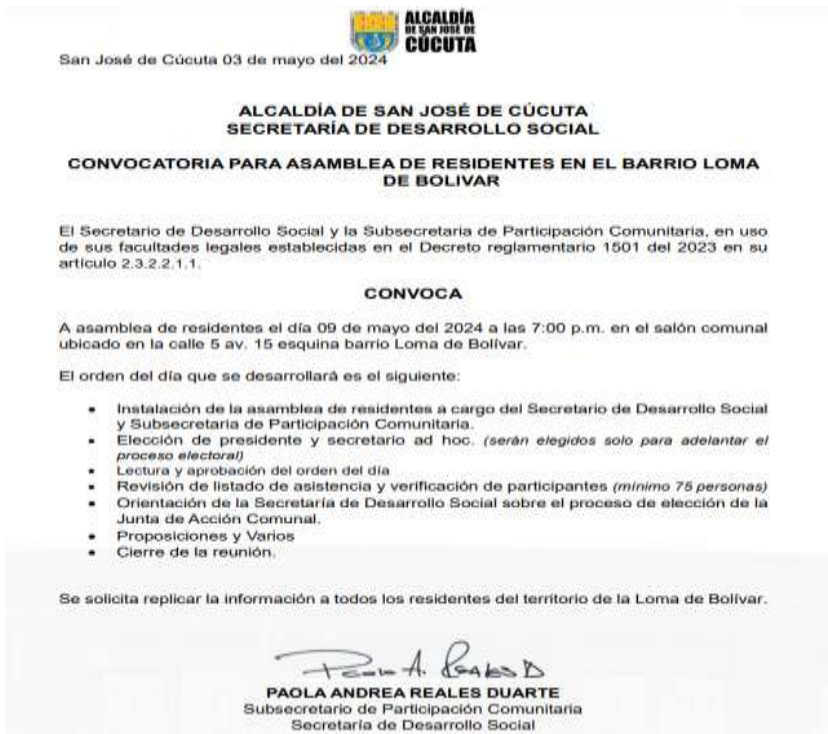 ALCALDÍA
DE SAN JOSÉ DE
CÚCUTA
San José de Cúcuta 03 de mayo del 2024
ALCALDÍA DE SAN JOSÉ DE CÚCUTA
SECRETARÍA DE DESARROLLO SOCIAL
CONVOCATORIA PARA ASAMBLEA DE RESIDENTES EN EL BARRIO LOMA
DE BOLIVAR
El Secretario de Desarrollo Social y la Subsecretaria de Participación Comunitaria, en uso
de sus facultades legales establecidas en el Decreto reglamentario 1501 del 2023 en su
artículo 2.3.2.2.1.1.
CONVOCA
A asamblea de residentes el día 09 de mayo del 2024 a las 7:00 p.m. en el salón comunal
ubicado en la calle 5 av. 15 esquina barrio Loma de Bolívar.
El orden del día que se desarrollará es el siguiente:
• Instalación de la asamblea de residentes a cargo del Secretario de Desarrollo Social
y Subsecretaria de Participación Comunitaria.
• Elección de presidente y secretario ad hoc. (serán elegidos solo para adelantar el
proceso electoral)
• Lectura y aprobación del orden del día
• Revisión de listado de asistencia y verificación de participantes (mínimo 75 personas)
• Orientación de la Secretaría de Desarrollo Social sobre el proceso de elección de la
Junta de Acción Comunal.
• Proposiciones y Varios
• Cierre de la reunión.
Se solicita replicar la información a todos los residentes del territorio de la Loma de Bolívar.
Paola A. Reales D
PAOLA ANDREA REALES DUARTE
Subsecretario de Participación Comunitaria
Secretaría de Desarrollo Social